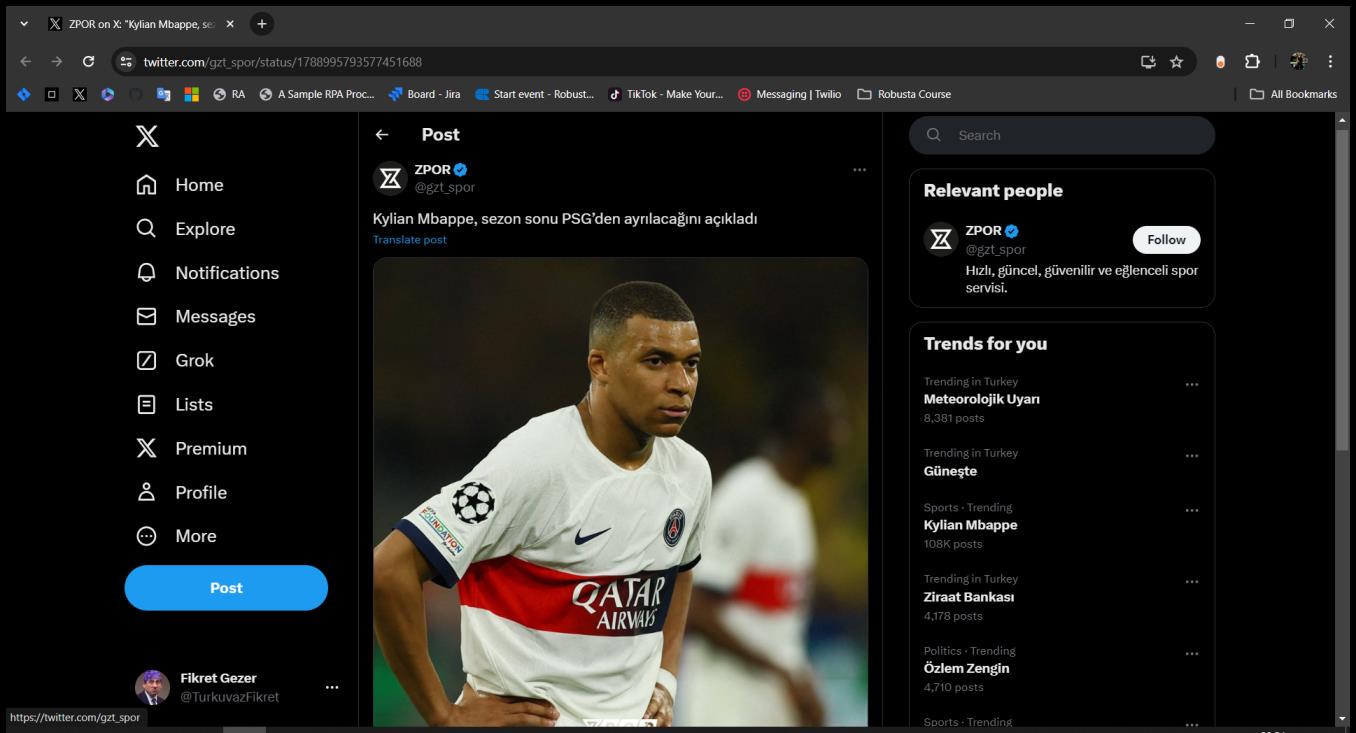 ZPOR on X: "Kylian Mbappe, se
twitter.com/gzt_spor/status/1788995793577451688
RA
A Sample RPA Proc...
Board - Jira
Start event - Robust...
TikTok - Make Your...
Messaging | Twilio
Robusta Course
All Bookmarks
Home
Explore
Notifications
Messages
Grok
Lists
Premium
Profile
More
Post
Fikret Gezer
@TurkuvazFikret
https://twitter.com/gzt_spor
Post
ZPOR
@gzt_spor
Kylian Mbappe, sezon sonu PSG’den ayrılacağını açıkladı
Translate post
FOUNDATION
QATAR
AIRWAYS
Search
Relevant people
ZPOR
@gzt_spor
Follow
Hızlı, güncel, güvenilir ve eğlenceli spor
servisi.
Trends for you
Trending in Turkey
Meteorolojik Uyarı
8,381 posts
Trending in Turkey
Güneşte
Sports · Trending
Kylian Mbappe
108K posts
Trending in Turkey
Ziraat Bankası
4,178 posts
Politics · Trending
Özlem Zengin
4,710 posts
Sports · Trending